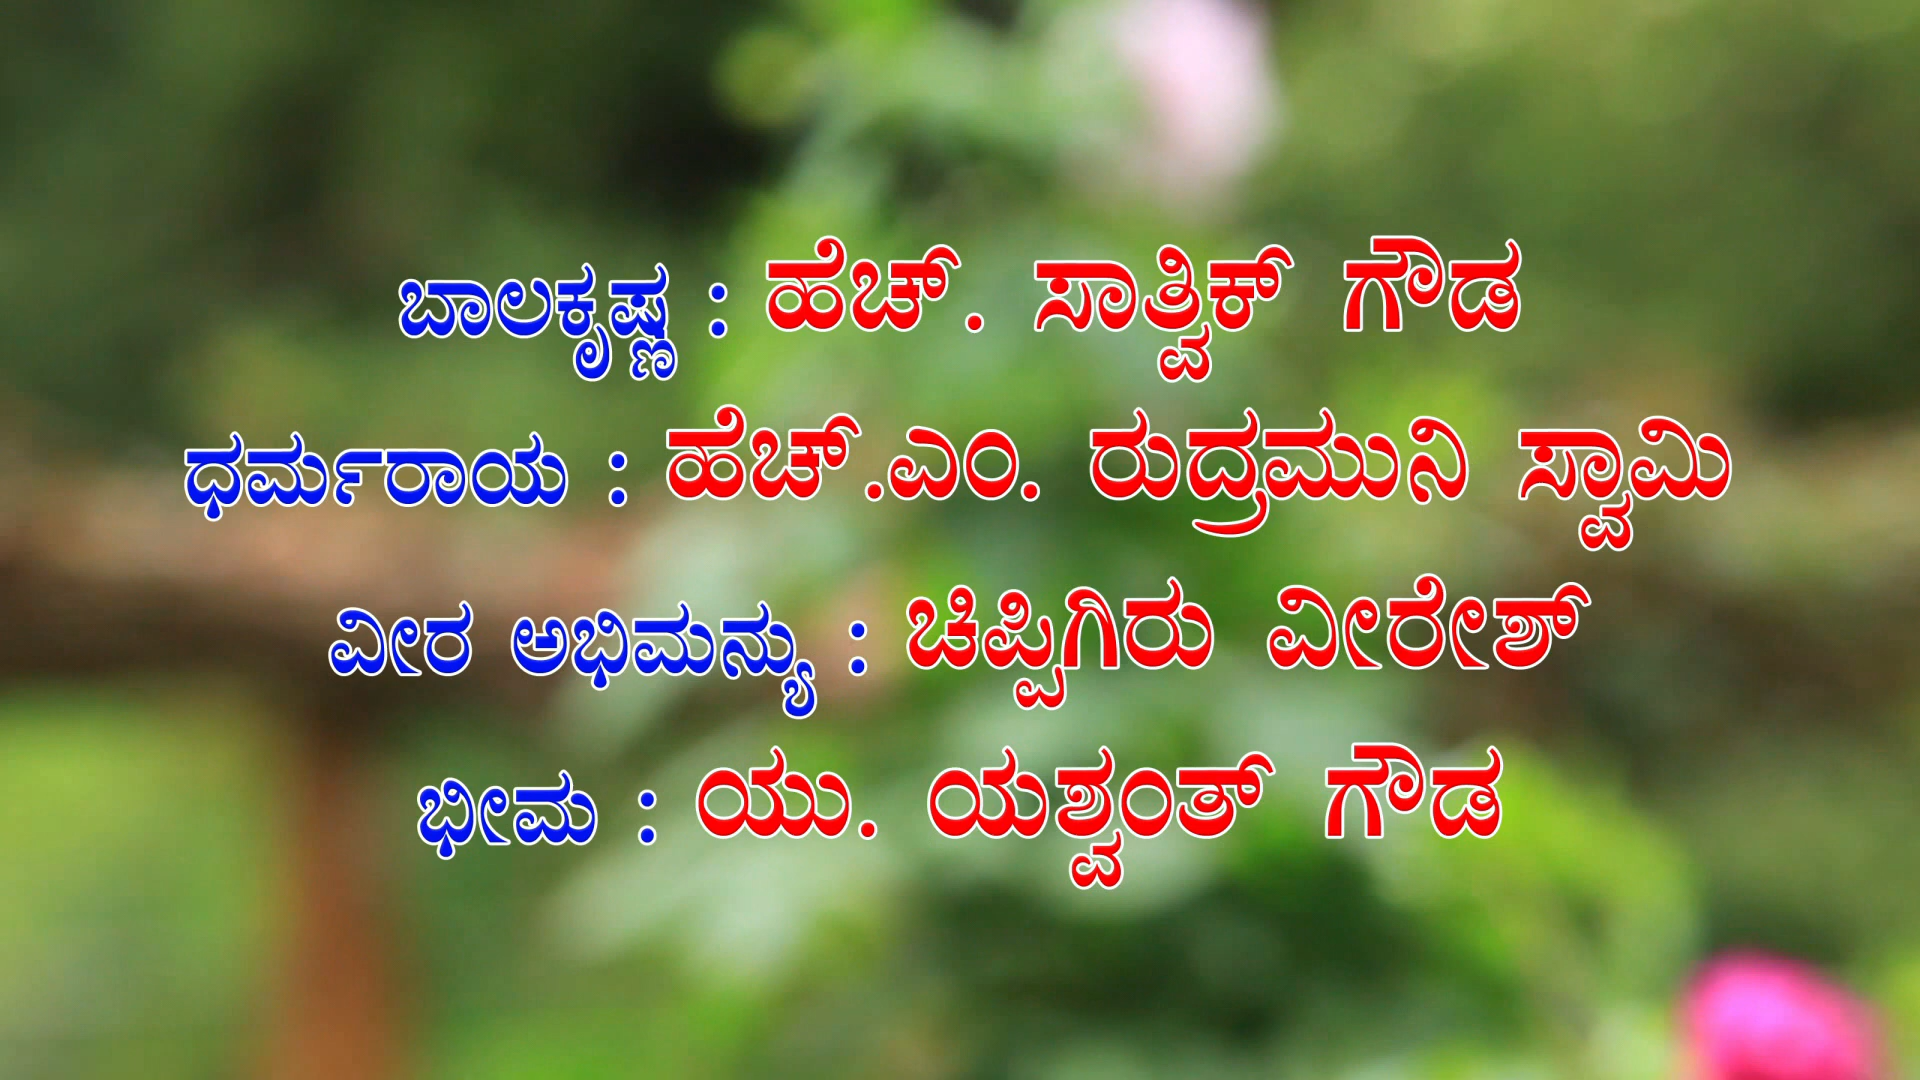 ಬಾಲಕೃಷ್ಣ : ಹೆಚ್. ಸಾತ್ವಿಕ್ ಗೌಡ
ಧರ್ಮರಾಯ : ಹೆಚ್.ಎಂ. ರುದ್ರಮುನಿ ಸ್ವಾಮಿ
ವೀರ ಅಭಿಮನ್ಯು : ಚಿಪ್ಪಿಗಿರು ವೀರೇಶ್
ಭೀಮ : ಯು. ಯಶ್ವಂತ್ ಗೌಡ